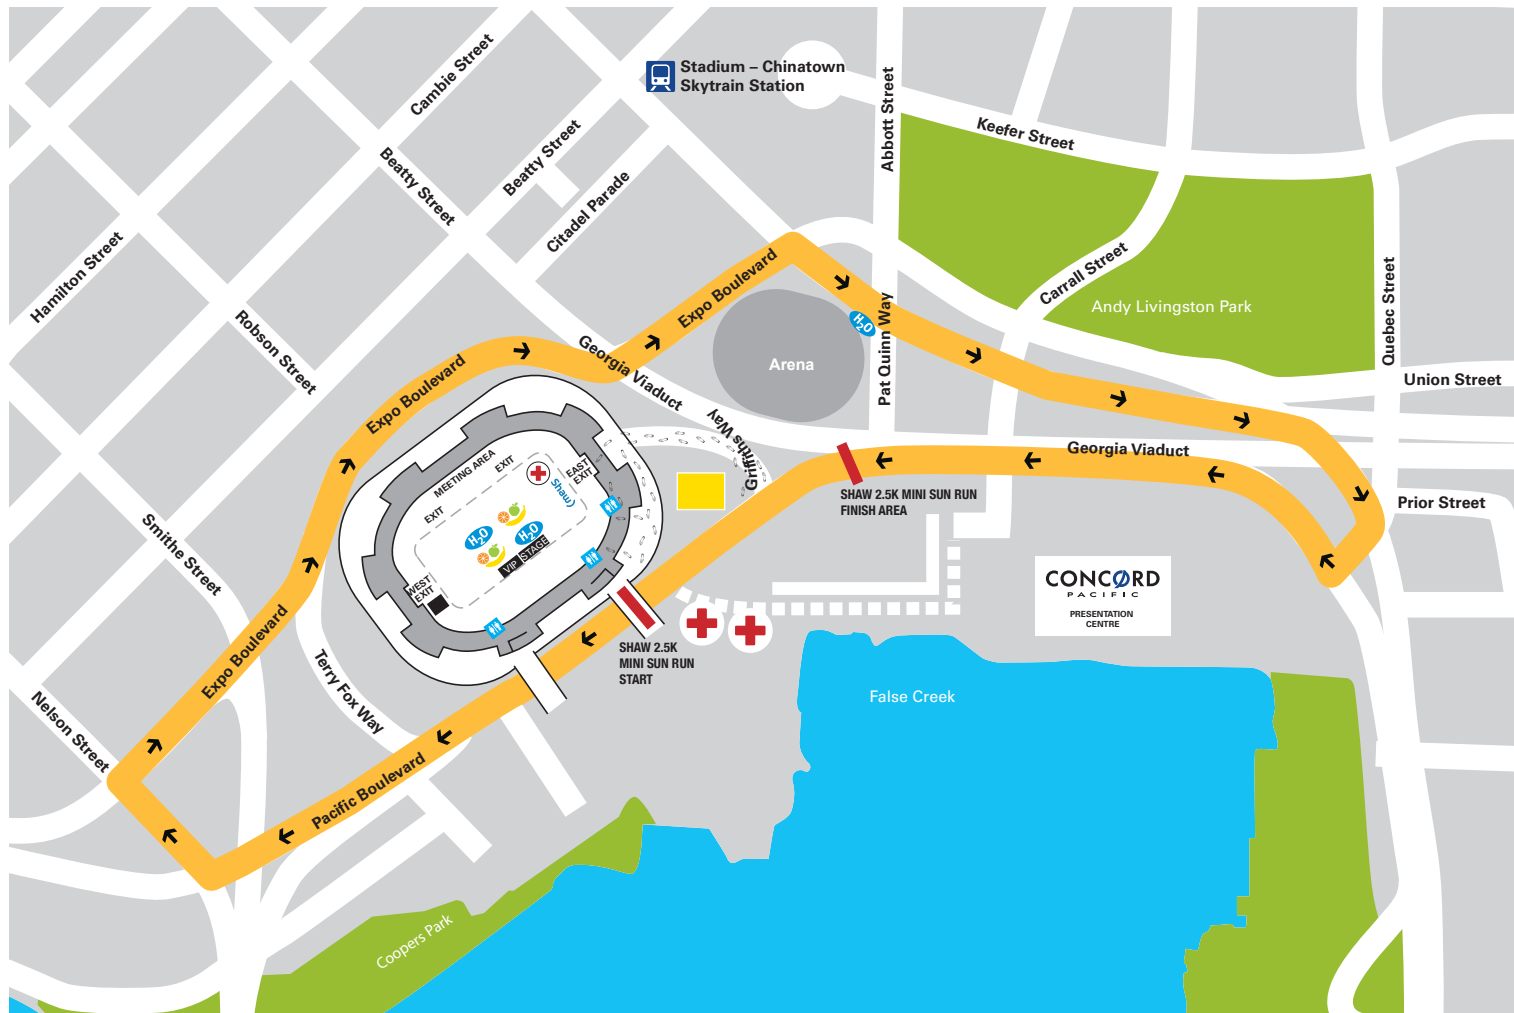 Stadium – Chinatown
Skytrain Station
Cambie Street
Beatty Street
Beatty Street
Citadel Parade
Hamilton Street
Robson Street
Abbott Street
Keefer Street
Carrall Street
Andy Livingston Park
Quebec Street
Union Street
Prior Street
Expo Boulevard
Expo Boulevard
Expo Boulevard
Georgia Viaduct
Georgia Viaduct
Arena
H₂O
Pat Quinn Way
Griffiths Way
MEETING AREA
EXIT
EXIT
EAST
EXIT
Shaw)
H₂O
H₂O
VIP
STAGE
WEST
EXIT
SHAW 2.5K MINI SUN RUN
FINISH AREA
SHAW 2.5K
MINI SUN RUN
START
CONCORD
PACIFIC
PRESENTATION
CENTRE
Smithe Street
Terry Fox Way
Nelson Street
Pacific Boulevard
False Creek
Coopers Park